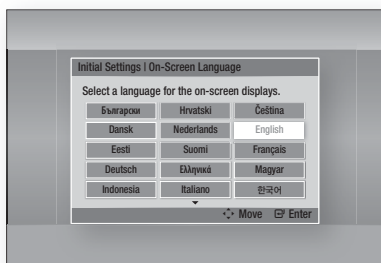 Initial Settings | On-Screen Language
Select a language for the on-screen displays.
Български Hrvatski Čeština
Dansk Nederlands English
Eesti Suomi Français
Deutsch Ελληνικά Magyar
Indonesia Italiano 한국어
Move Enter